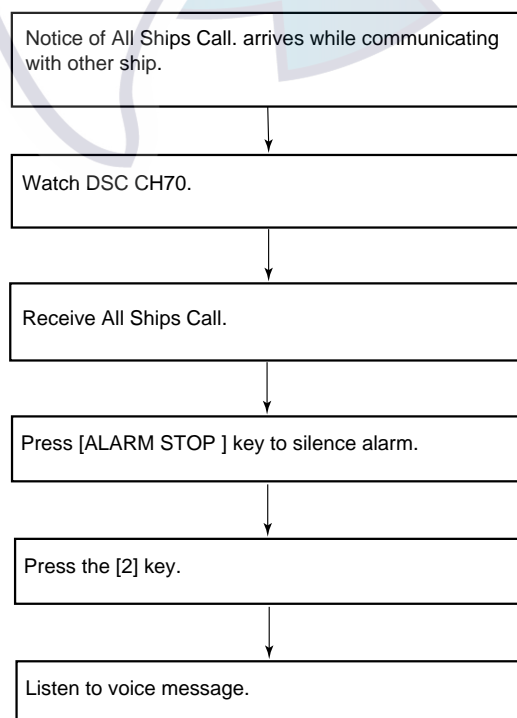 Notice of All Ships Call. arrives while communicating
with other ship.
Watch DSC CH70.
Receive All Ships Call.
Press [ALARM STOP ] key to silence alarm.
Press the [2] key.
Listen to voice message.